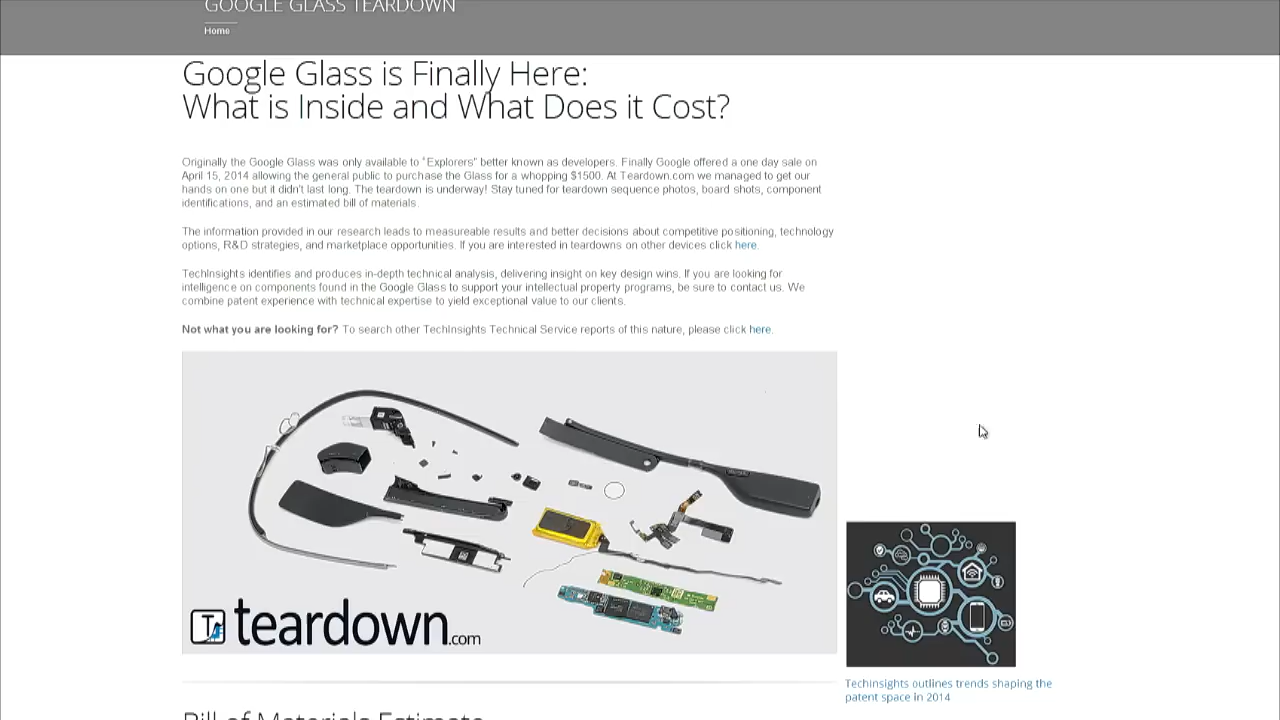 GOOGLE GLASS TEARDOWN
Home
Google Glass is Finally Here:
What is Inside and What Does it Cost?
Originally the Google Glass was only available to "Explorers" better known as developers. Finally Google offered a one day sale on
April 15, 2014 allowing the general public to purchase the Glass for a whopping $1500. At Teardown.com we managed to get our
hands on one but it didn't last long. The teardown is underway! Stay tuned for teardown sequence photos, board shots, component
identifications, and an estimated bill of materials.
The information provided in our research leads to measureable results and better decisions about competitive positioning, technology
options, R&D strategies, and marketplace opportunities. If you are interested in teardowns on other devices click here.
TechInsights identifies and produces in-depth technical analysis, delivering insight on key design wins. If you are looking for
intelligence on components found in the Google Glass to support your intellectual property programs, be sure to contact us. We
combine patent experience with technical expertise to yield exceptional value to our clients.
Not what you are looking for? To search other TechInsights Technical Service reports of this nature, please click here.
teardown.com
TechInsights outlines trends shaping the
patent space in 2014
Bill of Materials Estimate